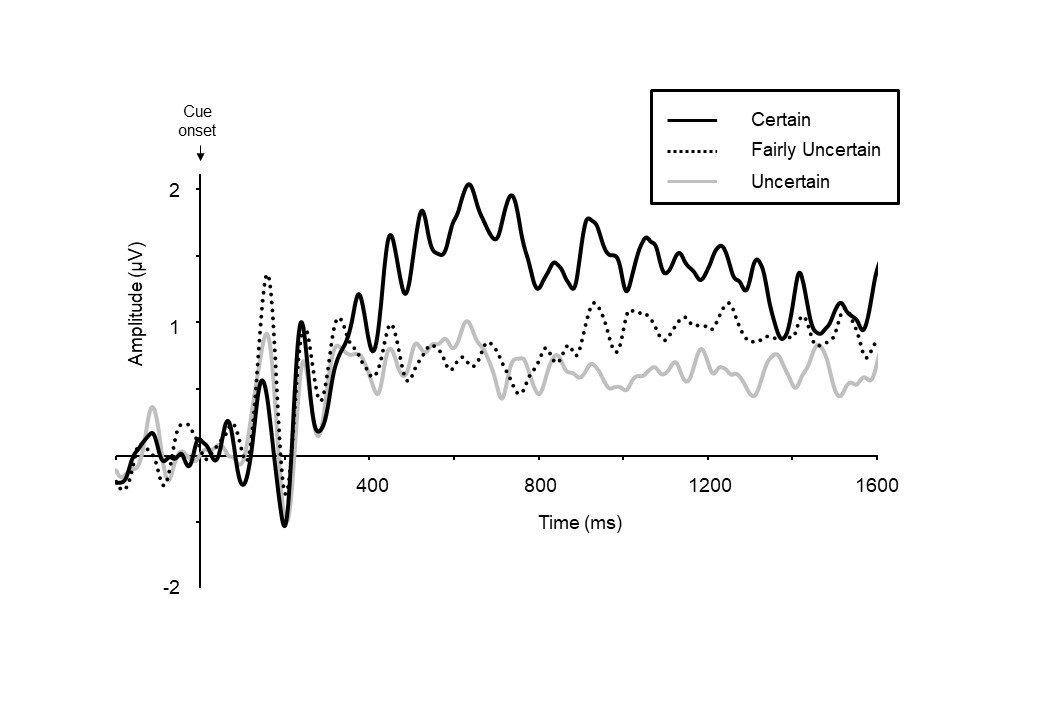 Cue
onset
Certain
Fairly Uncertain
Uncertain
2
Amplitude (μV)
1
400
800
1200
1600
Time (ms)
-2